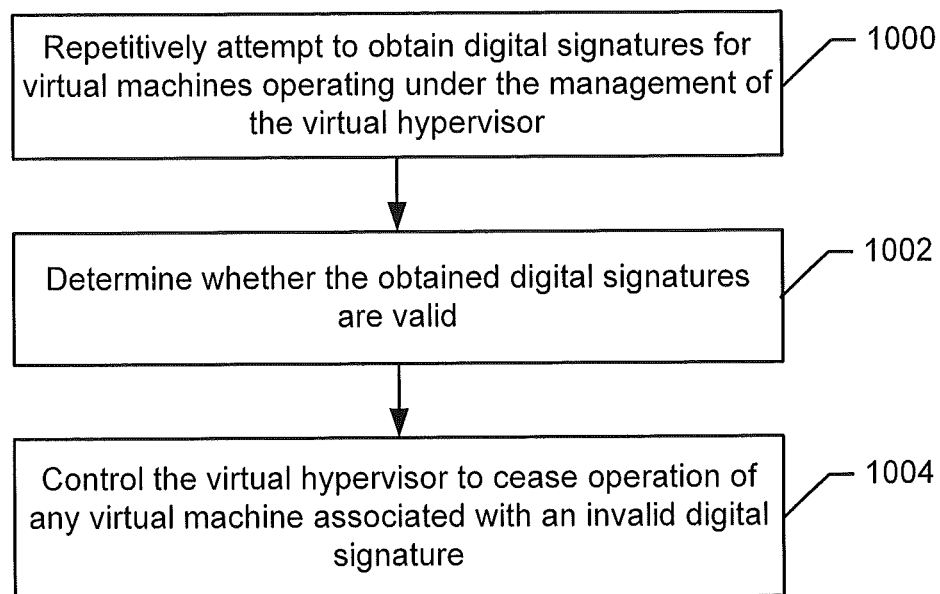 Repetitively attempt to obtain digital signatures for
virtual machines operating under the management of
the virtual hypervisor
1000
Determine whether the obtained digital signatures
are valid
1002
Control the virtual hypervisor to cease operation of
any virtual machine associated with an invalid digital
signature
1004